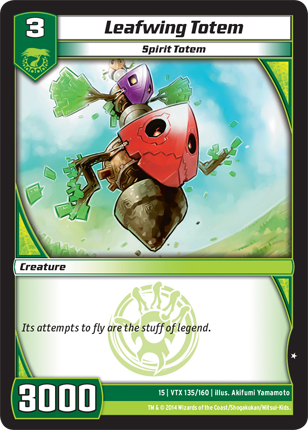 3
Leafwing Totem
Spirit Totem
Creature
Its attempts to fly are the stuff of legend.
3000
15 | VTX 135/160 | illus. Akifumi Yamamoto
TM & © 2014 Wizards of the Coast/Shogakukan/Mitsui-Kids.